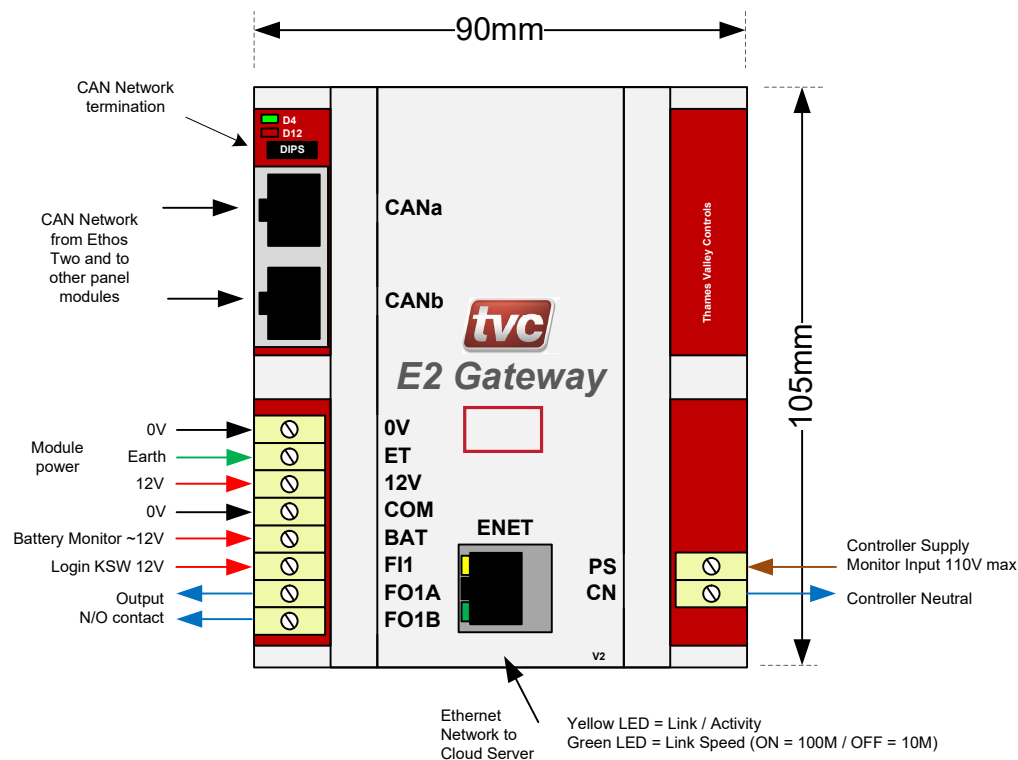 90mm
CAN Network
termination
D4
D12
DIPS
CANa
CAN Network
from Ethos
Two and to
other panel
modules
CANb
Thames Valley Controls
105mm
tvc
E2 Gateway
Module
power
0V
0V
Earth
ET
12V
12V
0V
COM
Battery Monitor ~12V
BAT
ENET
Login KSW 12V
FI1
PS
Controller Supply
Monitor Input 110V max
Output
N/O contact
FO1A
CN
Controller Neutral
FO1B
V2
Ethernet
Network to
Cloud Server
Yellow LED = Link / Activity
Green LED = Link Speed (ON = 100M / OFF = 10M)